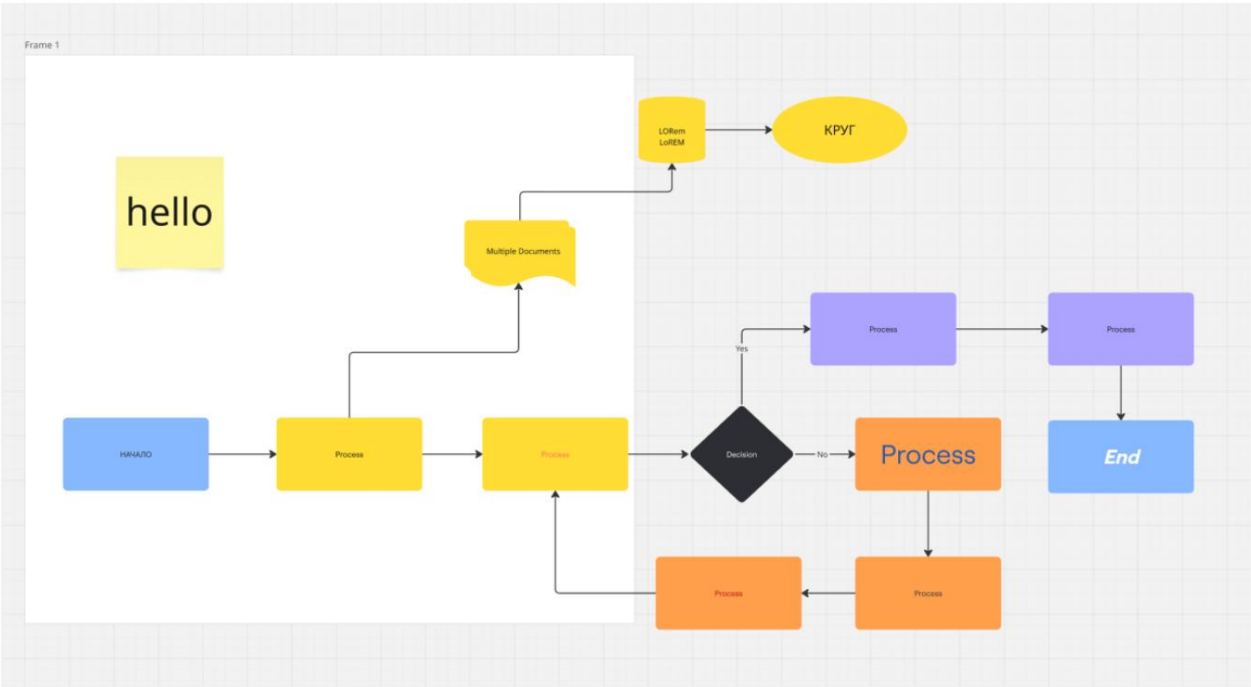 Frame 1
LORem
LoREM
КРУГ
hello
Multiple Documents
Process
Process
Yes
НАЧАЛО
Process
Process
Decision
No
Process
End
Process
Process